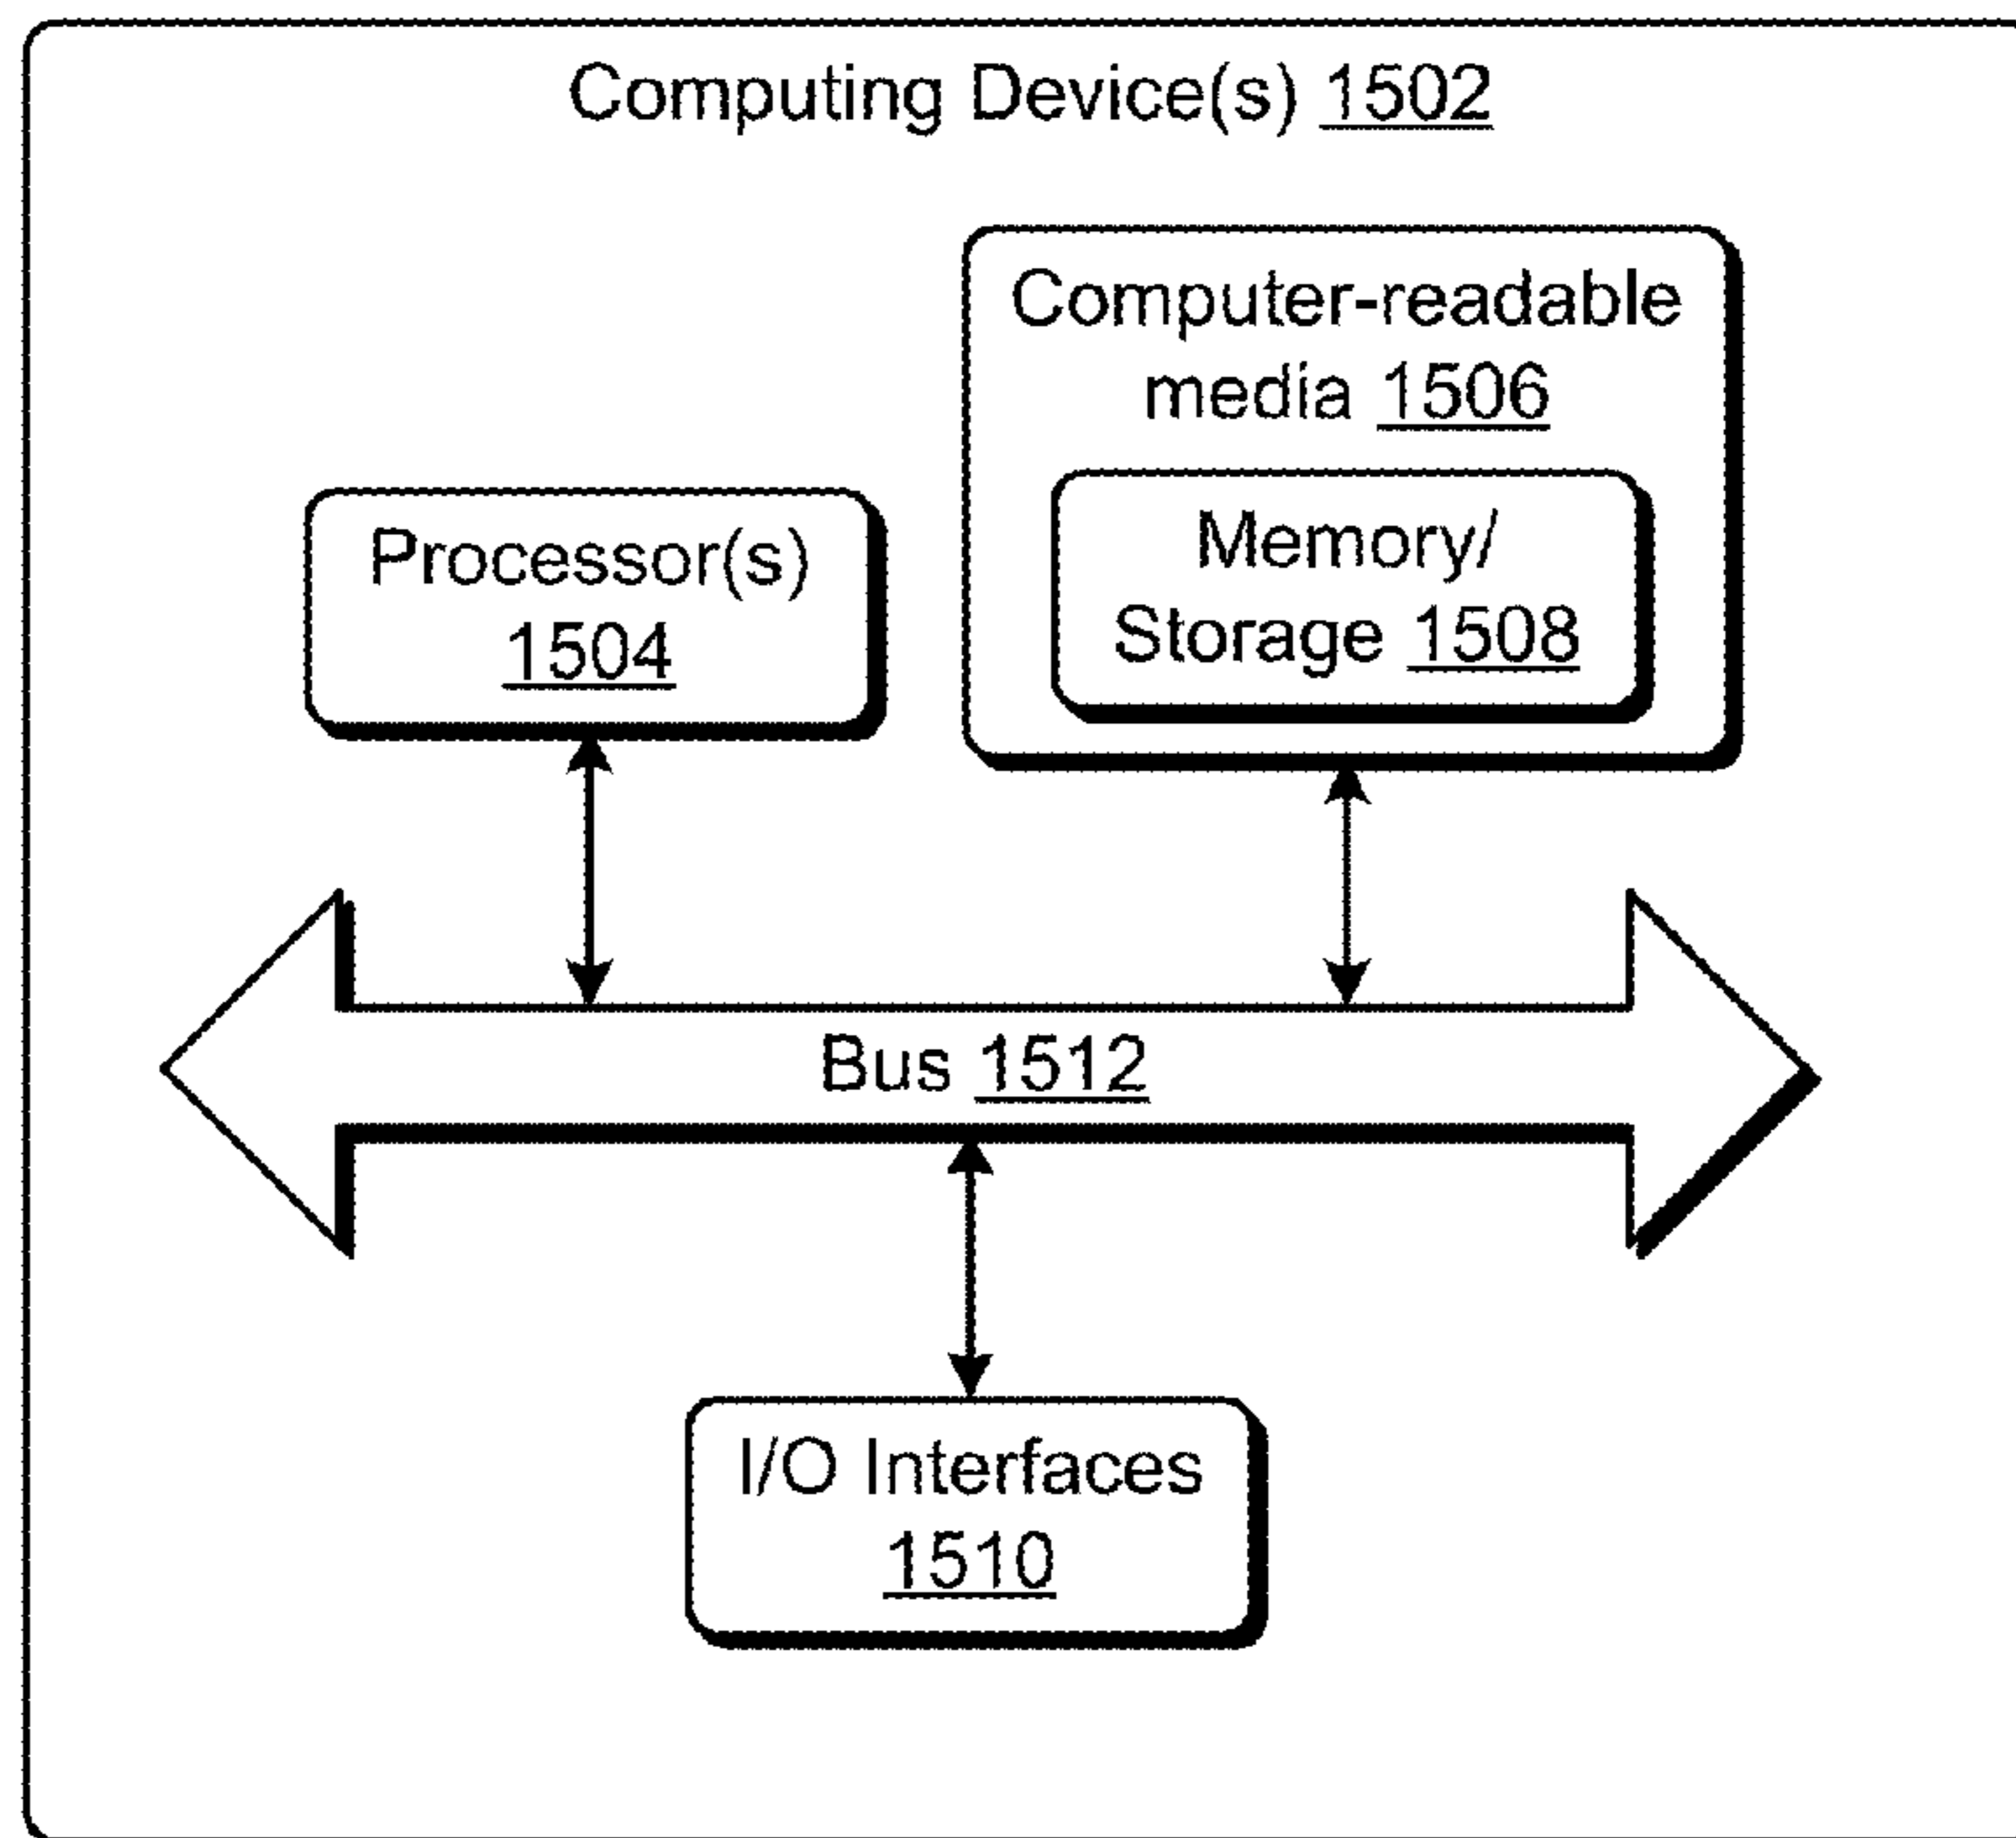 Computing Device(s) 1502
Computer-readable
media 1506
Memory/
Storage 1508
Processor(s)
1504
Bus 1512
I/O Interfaces
1510